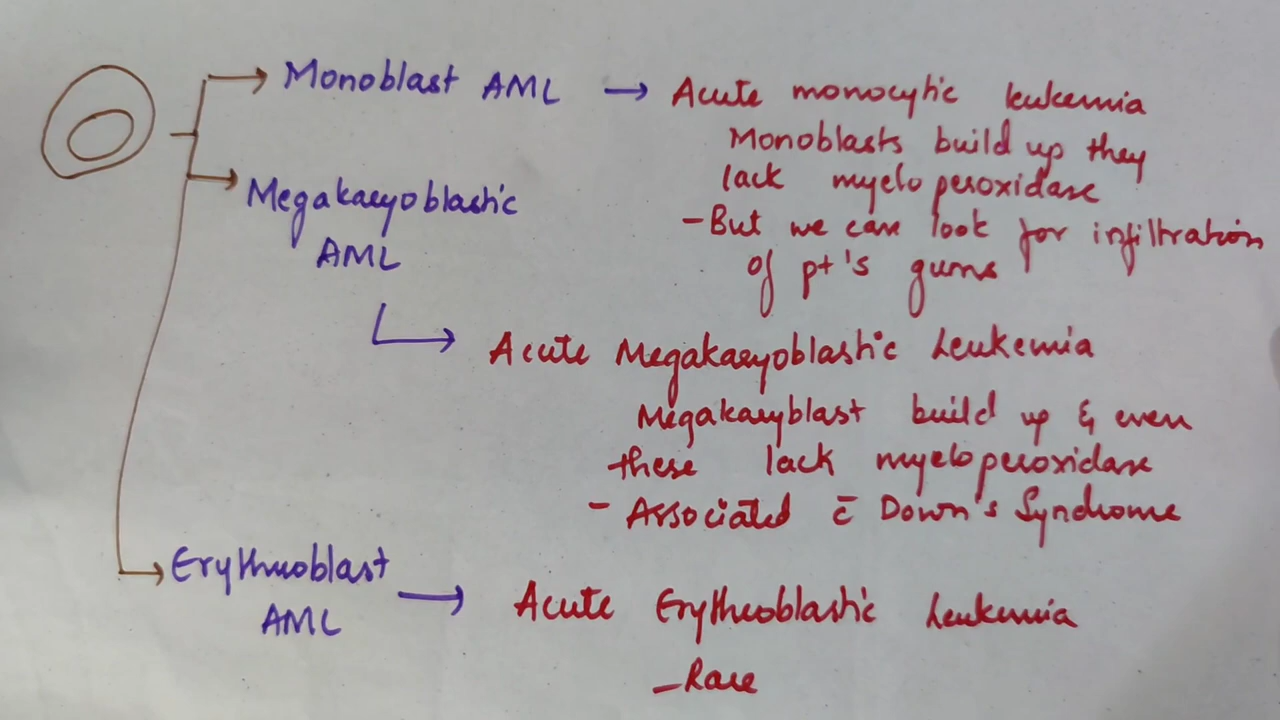 Monoblast AML → Acute monocytic leukemia
Monoblasts build up they
lack myelo peroxidase
- But we can look for infiltration
of pt's gums
Megakaryoblastic
AML
Acute Megakaryoblastic Leukemia
Megakaryblast build up & even
these lack myeloperoxidase
- Associated c̄ Down's Syndrome
Erythroblast
AML → Acute Erythroblastic Leukemia
- Rare